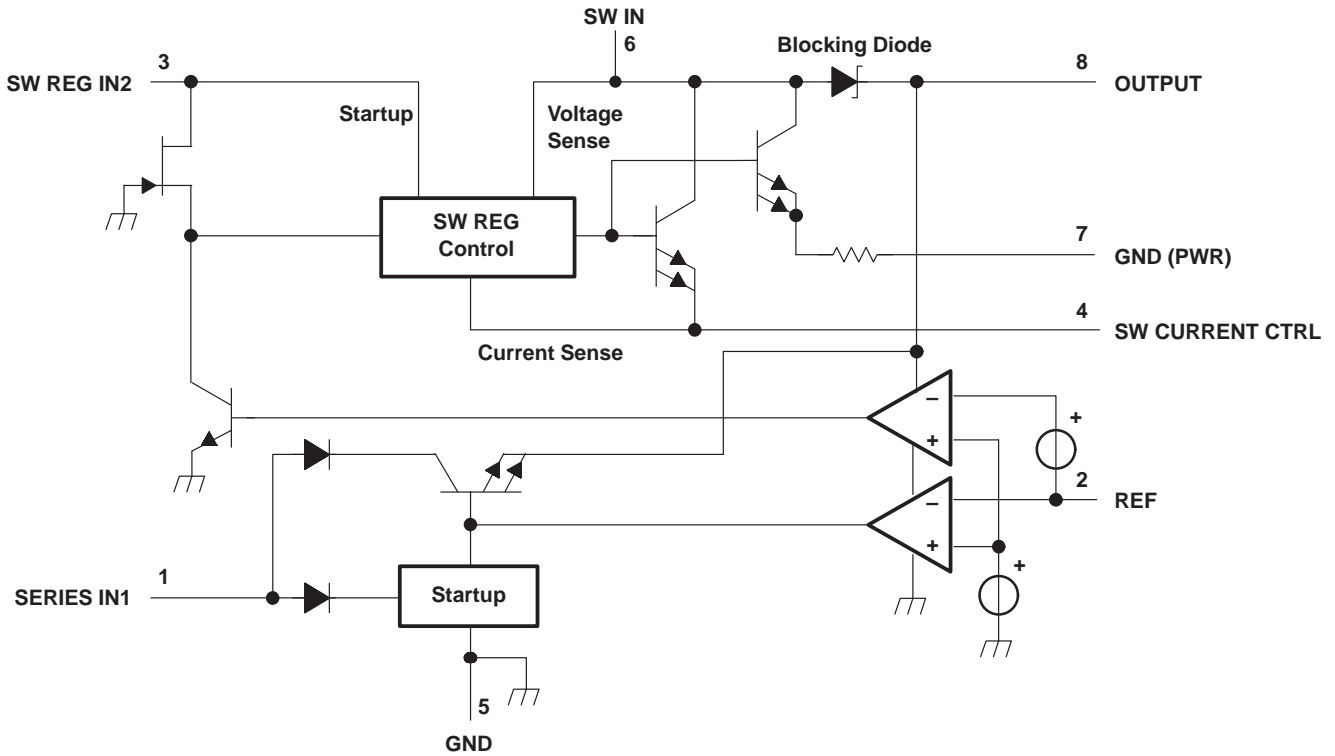 SW IN
6
Blocking Diode
3
8
SW REG IN2
OUTPUT
Startup
Voltage
Sense
SW REG
Control
7
GND (PWR)
4
SW CURRENT CTRL
Current Sense
–
+
+
2
REF
–
+
+
1
SERIES IN1
Startup
5
GND